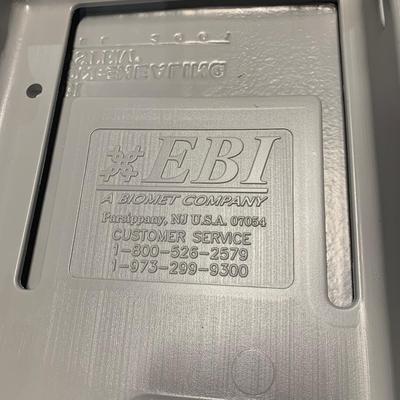 EBI
A BIOMET COMPANY
Parsippany, NJ U.S.A. 07054
CUSTOMER SERVICE
1-800-526-2579
1-973-299-9300